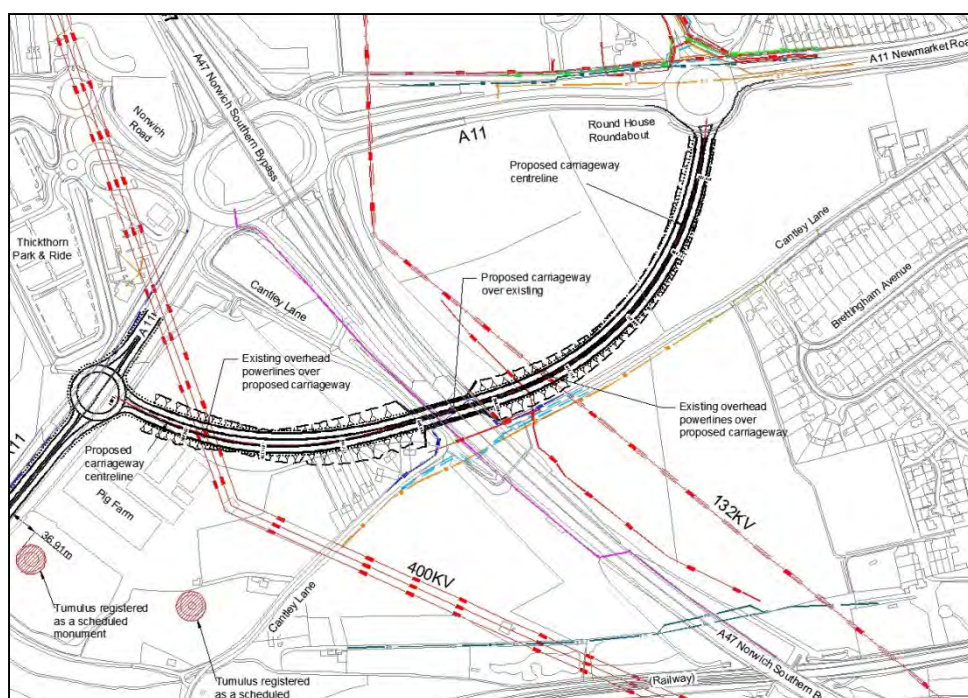 A47 Norwich Southern Bypass
A11 Newmarket Roa
Norwich
Road
A11
Round House
Roundabout
Proposed carriageway
centreline
Cantley Lane
Thickthorn
Park & Ride
Cantley Lane
Proposed carriageway
over existing
Brettingham Avenue
A11
Existing overhead
powerlines over
proposed carriageway
Existing overhead
powerlines over
proposed carriageway
A11
Proposed
carriageway
centreline
Pig Farm
132KV
36.91m
400KV
Cantley Lane
Tumulus registered
as a scheduled
monument
A47 Norwich Southern B
(Railway)
Tumulus registered
as a scheduled